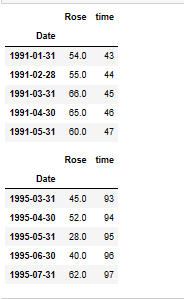 Rose time
Date
1991-01-31 54.0 43
1991-02-28 55.0 44
1991-03-31 66.0 45
1991-04-30 65.0 46
1991-05-31 60.0 47
Rose time
Date
1995-03-31 45.0 93
1995-04-30 52.0 94
1995-05-31 28.0 95
1995-06-30 40.0 96
1995-07-31 62.0 97